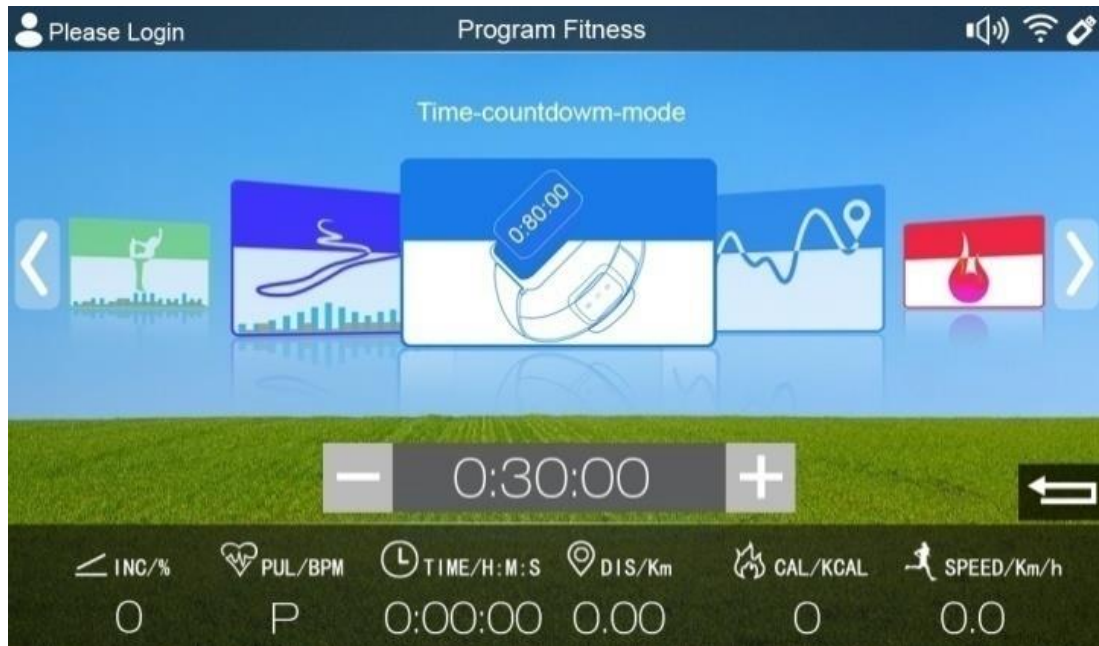 Please Login
Program Fitness
Time-countdowm-mode
0:80:00
0:30:00
INC/% PUL/BPM TIME/H:M:S DIS/Km CAL/KCAL SPEED/Km/h
0 P 0:00:00 0.00 0 0.0